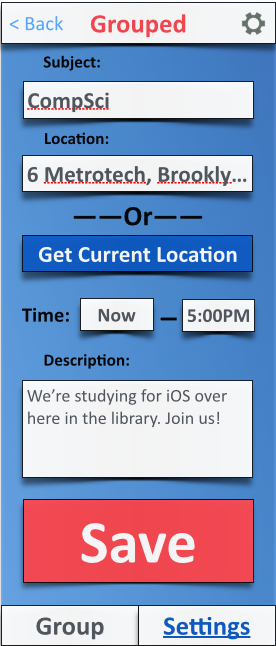 < Back Grouped
Subject:
CompSci
Location:
6 Metrotech, Brookly...
——Or——
Get Current Location
Time: Now — 5:00PM
Description:
We're studying for iOS over
here in the library. Join us!
Save
Group Settings